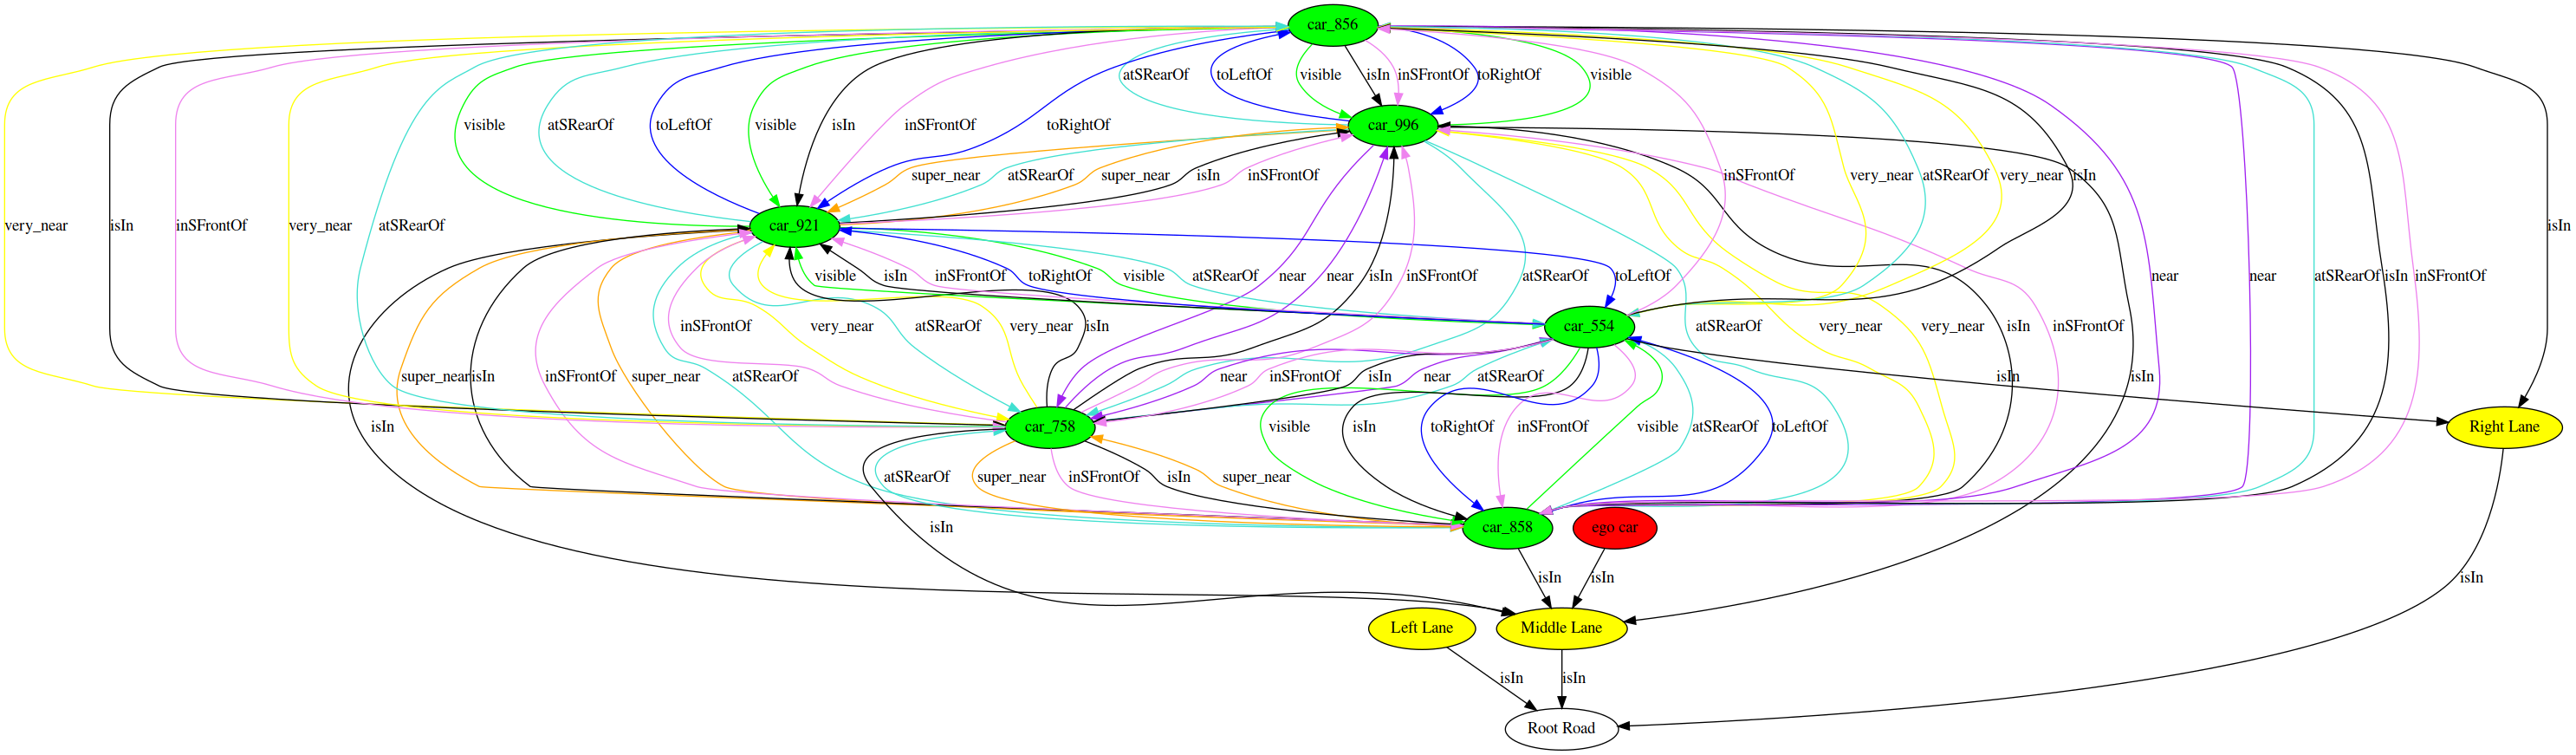 car_856
atSRearOf toLeftOf visible isIn inSFrontOf toRightOf visible
visible atSRearOf toLeftOf visible isIn inSFrontOf toRightOf car_996
super_near atSRearOf super_near isIn inSFrontOf inSFrontOf very_near atSRearOf very_near isIn
very_near isIn inSFrontOf very_near atSRearOf car_921 isIn
visible isIn inSFrontOf toRightOf visible atSRearOf near near isIn inSFrontOf atSRearOf toLeftOf near near atSRearOf isIn inSFrontOf
inSFrontOf very_near atSRearOf very_near isIn car_554 atSRearOf very_near very_near isIn inSFrontOf
super_near isIn inSFrontOf super_near atSRearOf near inSFrontOf isIn near atSRearOf isIn isIn
isIn car_758 visible isIn toRightOf inSFrontOf visible atSRearOf toLeftOf Right Lane
atSRearOf super_near inSFrontOf isIn super_near
isIn car_858 ego car
isIn isIn isIn
Left Lane Middle Lane
isIn isIn
Root Road